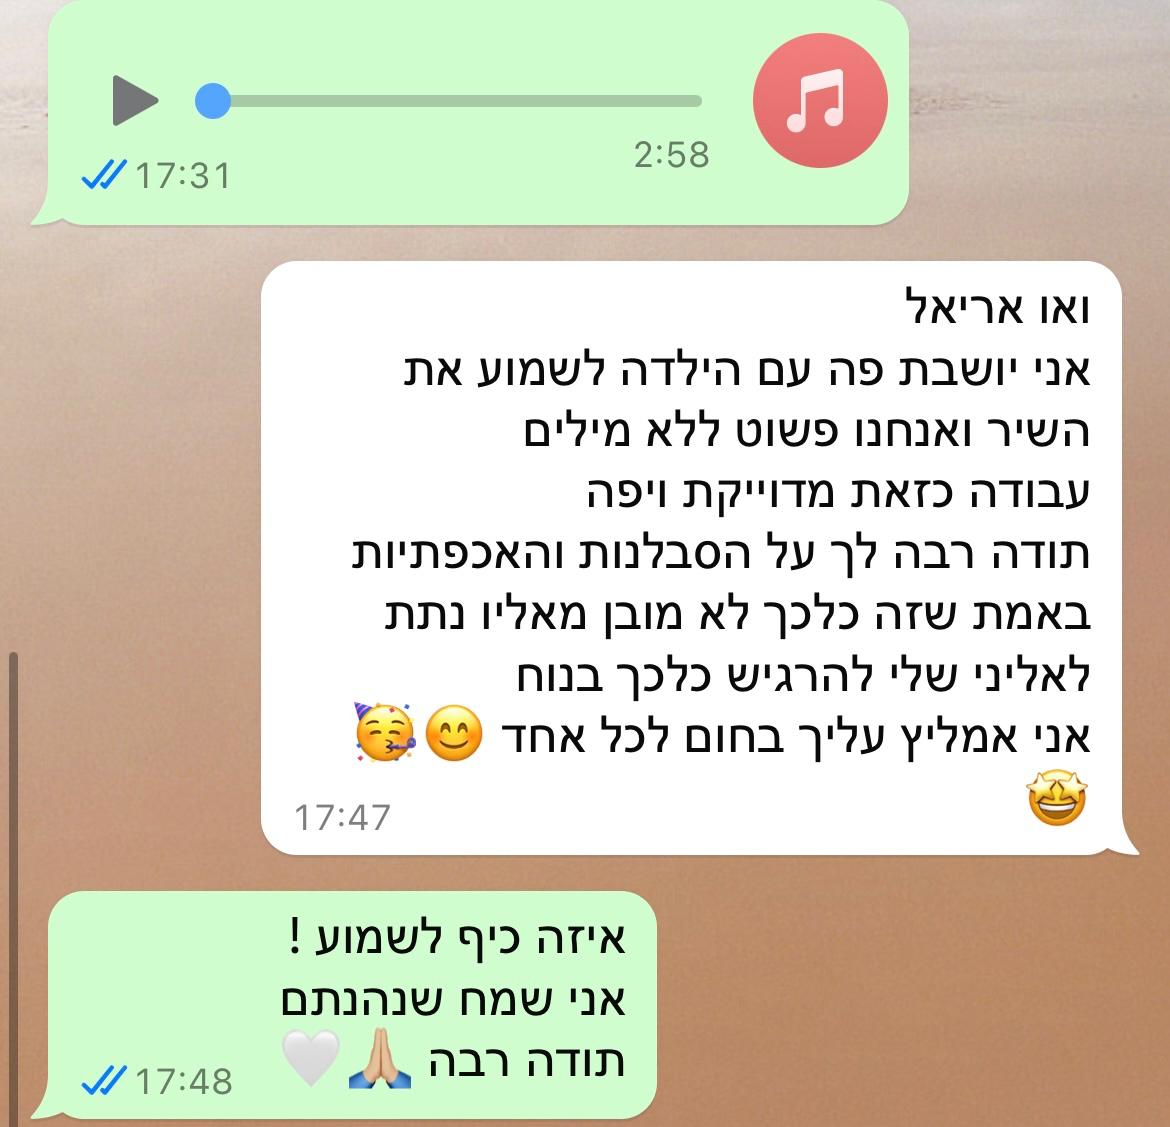 2:58
17:31
ואו אריאל
אני יושבת פה עם הילדה לשמוע את
השיר ואנחנו פשוט ללא מילים
עבודה כזאת מדוייקת ויפה
תודה רבה לך על הסבלנות והאכפתיות
באמת שזה כלכך לא מובן מאליו נתת
לאליני שלי להרגיש כלכך בנוח
אני אמליץ עליך בחום לכל אחד 😊🥳
🤩
17:47
איזה כיף לשמוע !
אני שמח שנהנתם
תודה רבה 🙏🏼🤍
17:48